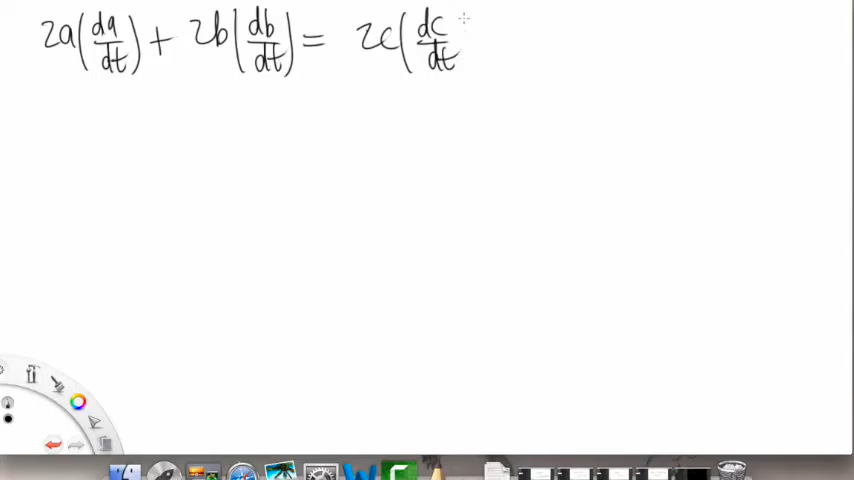 2a(da/dt) + 2b(db/dt) = 2c(dc/dt